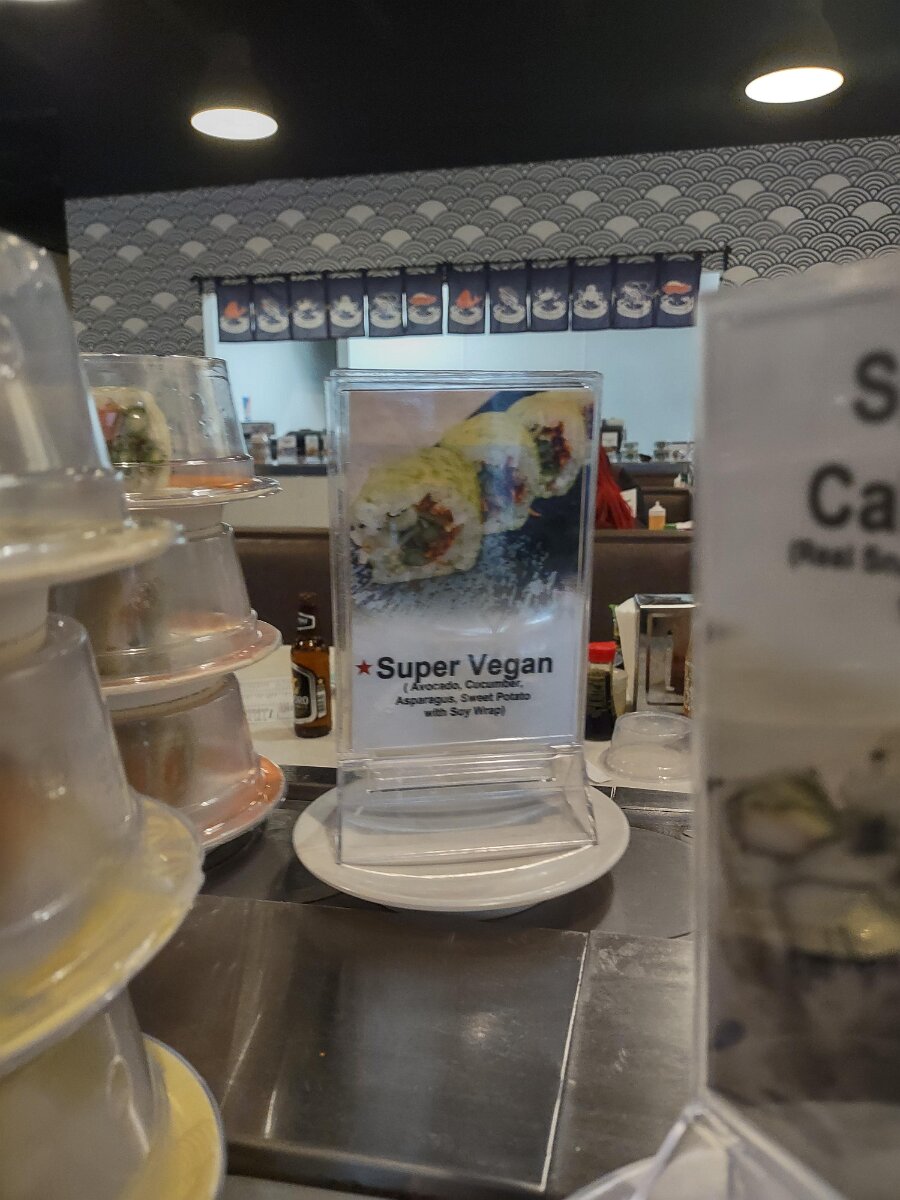 ★Super Vegan
( Avocado, Cucumber,
Asparagus, Sweet Potato
with Soy Wrap)
S
Ca
(Real Sn